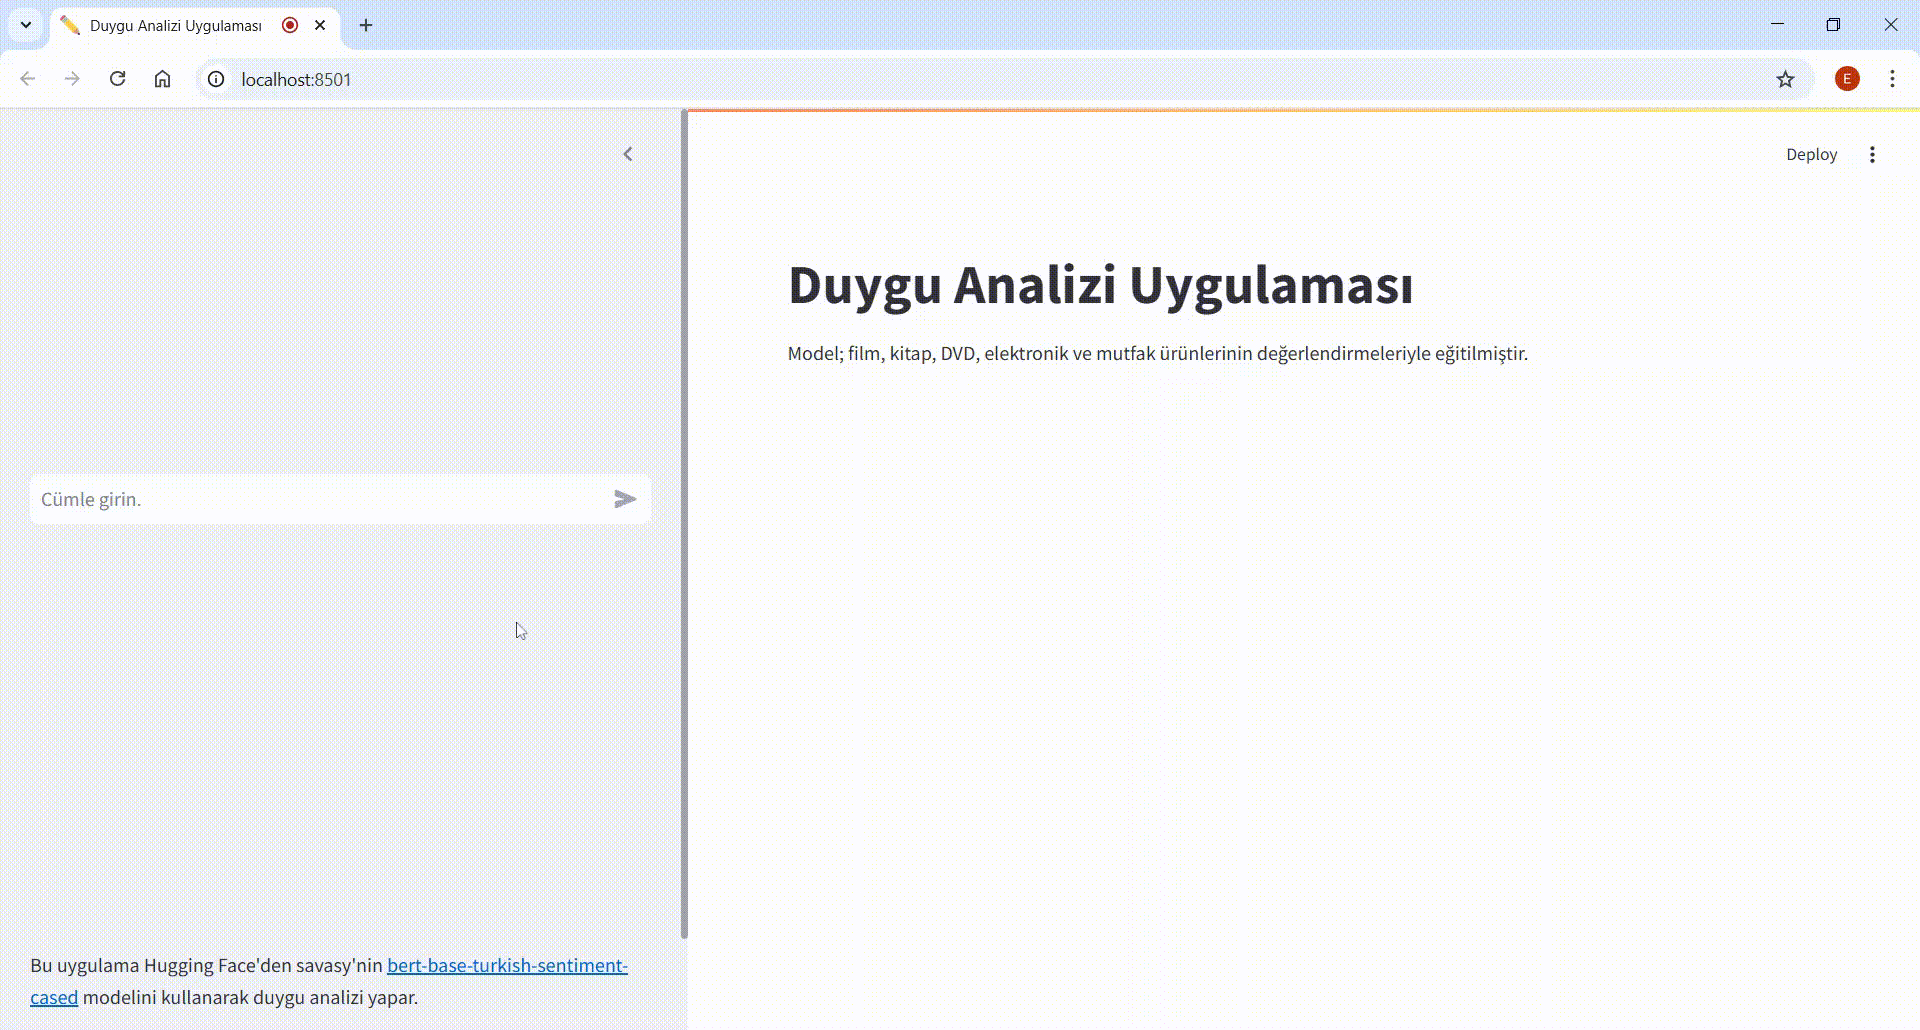 Duygu Analizi Uygulaması
localhost:8501
E
Deploy
Duygu Analizi Uygulaması
Model; film, kitap, DVD, elektronik ve mutfak ürünlerinin değerlendirmeleriyle eğitilmiştir.
Cümle girin.
Bu uygulama Hugging Face'den savasy'nin bert-base-turkish-sentiment-
cased modelini kullanarak duygu analizi yapar.